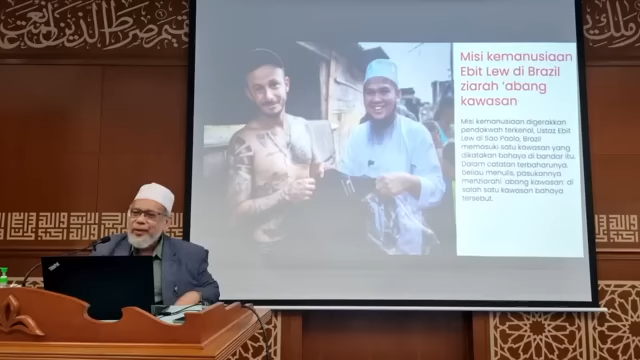 Misi kemanusiaan
Ebit Lew di Brazil
ziarah 'abang
kawasan
Misi kemanusiaan digerakkan
pendakwah terkenal, Ustaz Ebit
Lew di Sao Paolo, Brazil
memasuki satu kawasan yang
dikatakan bahaya di bandar itu.
Dalam catatan terbaharunya,
beliau menulis, pasukannya
menziarahi 'abang kawasan' di
salah satu kawasan bahaya
tersebut.